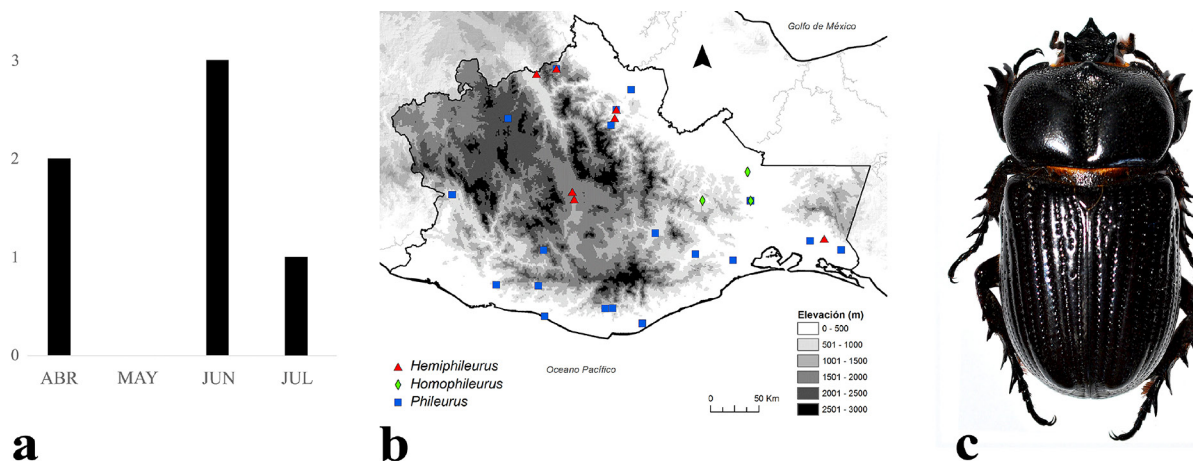 3
2
1
0
ABR MAY JUN JUL
a
Golfo de México
Hemiphileurus
Homophileurus
Phileurus
Oceano Pacífico
0 50 Km
Elevación (m)
0 - 500
501 - 1000
1001 - 1500
1501 - 2000
2001 - 2500
2501 - 3000
b
c